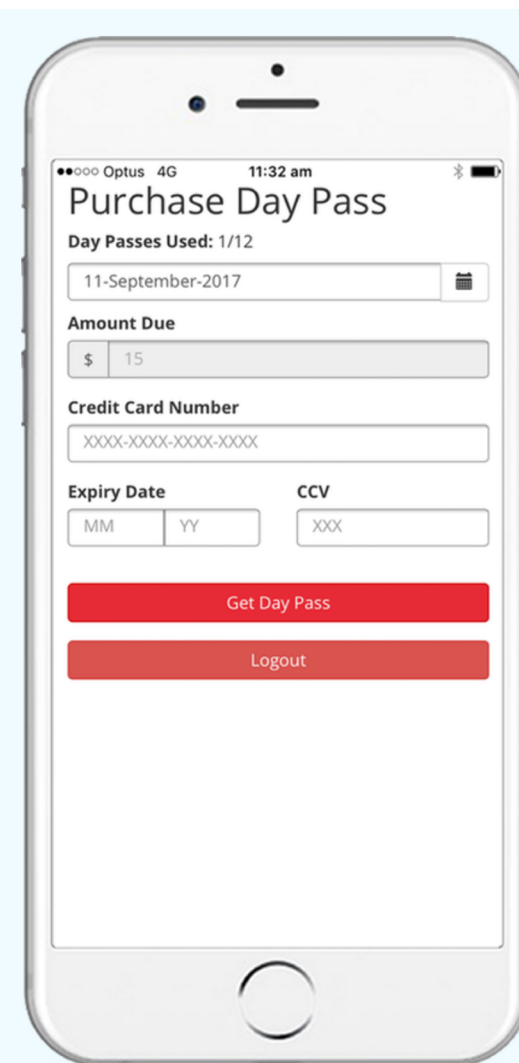 Optus 4G 11:32 am
Purchase Day Pass
Day Passes Used: 1/12
11-September-2017
Amount Due
$ 15
Credit Card Number
XXXX-XXXX-XXXX-XXXX
Expiry Date CCV
MM YY XXX
Get Day Pass
Logout